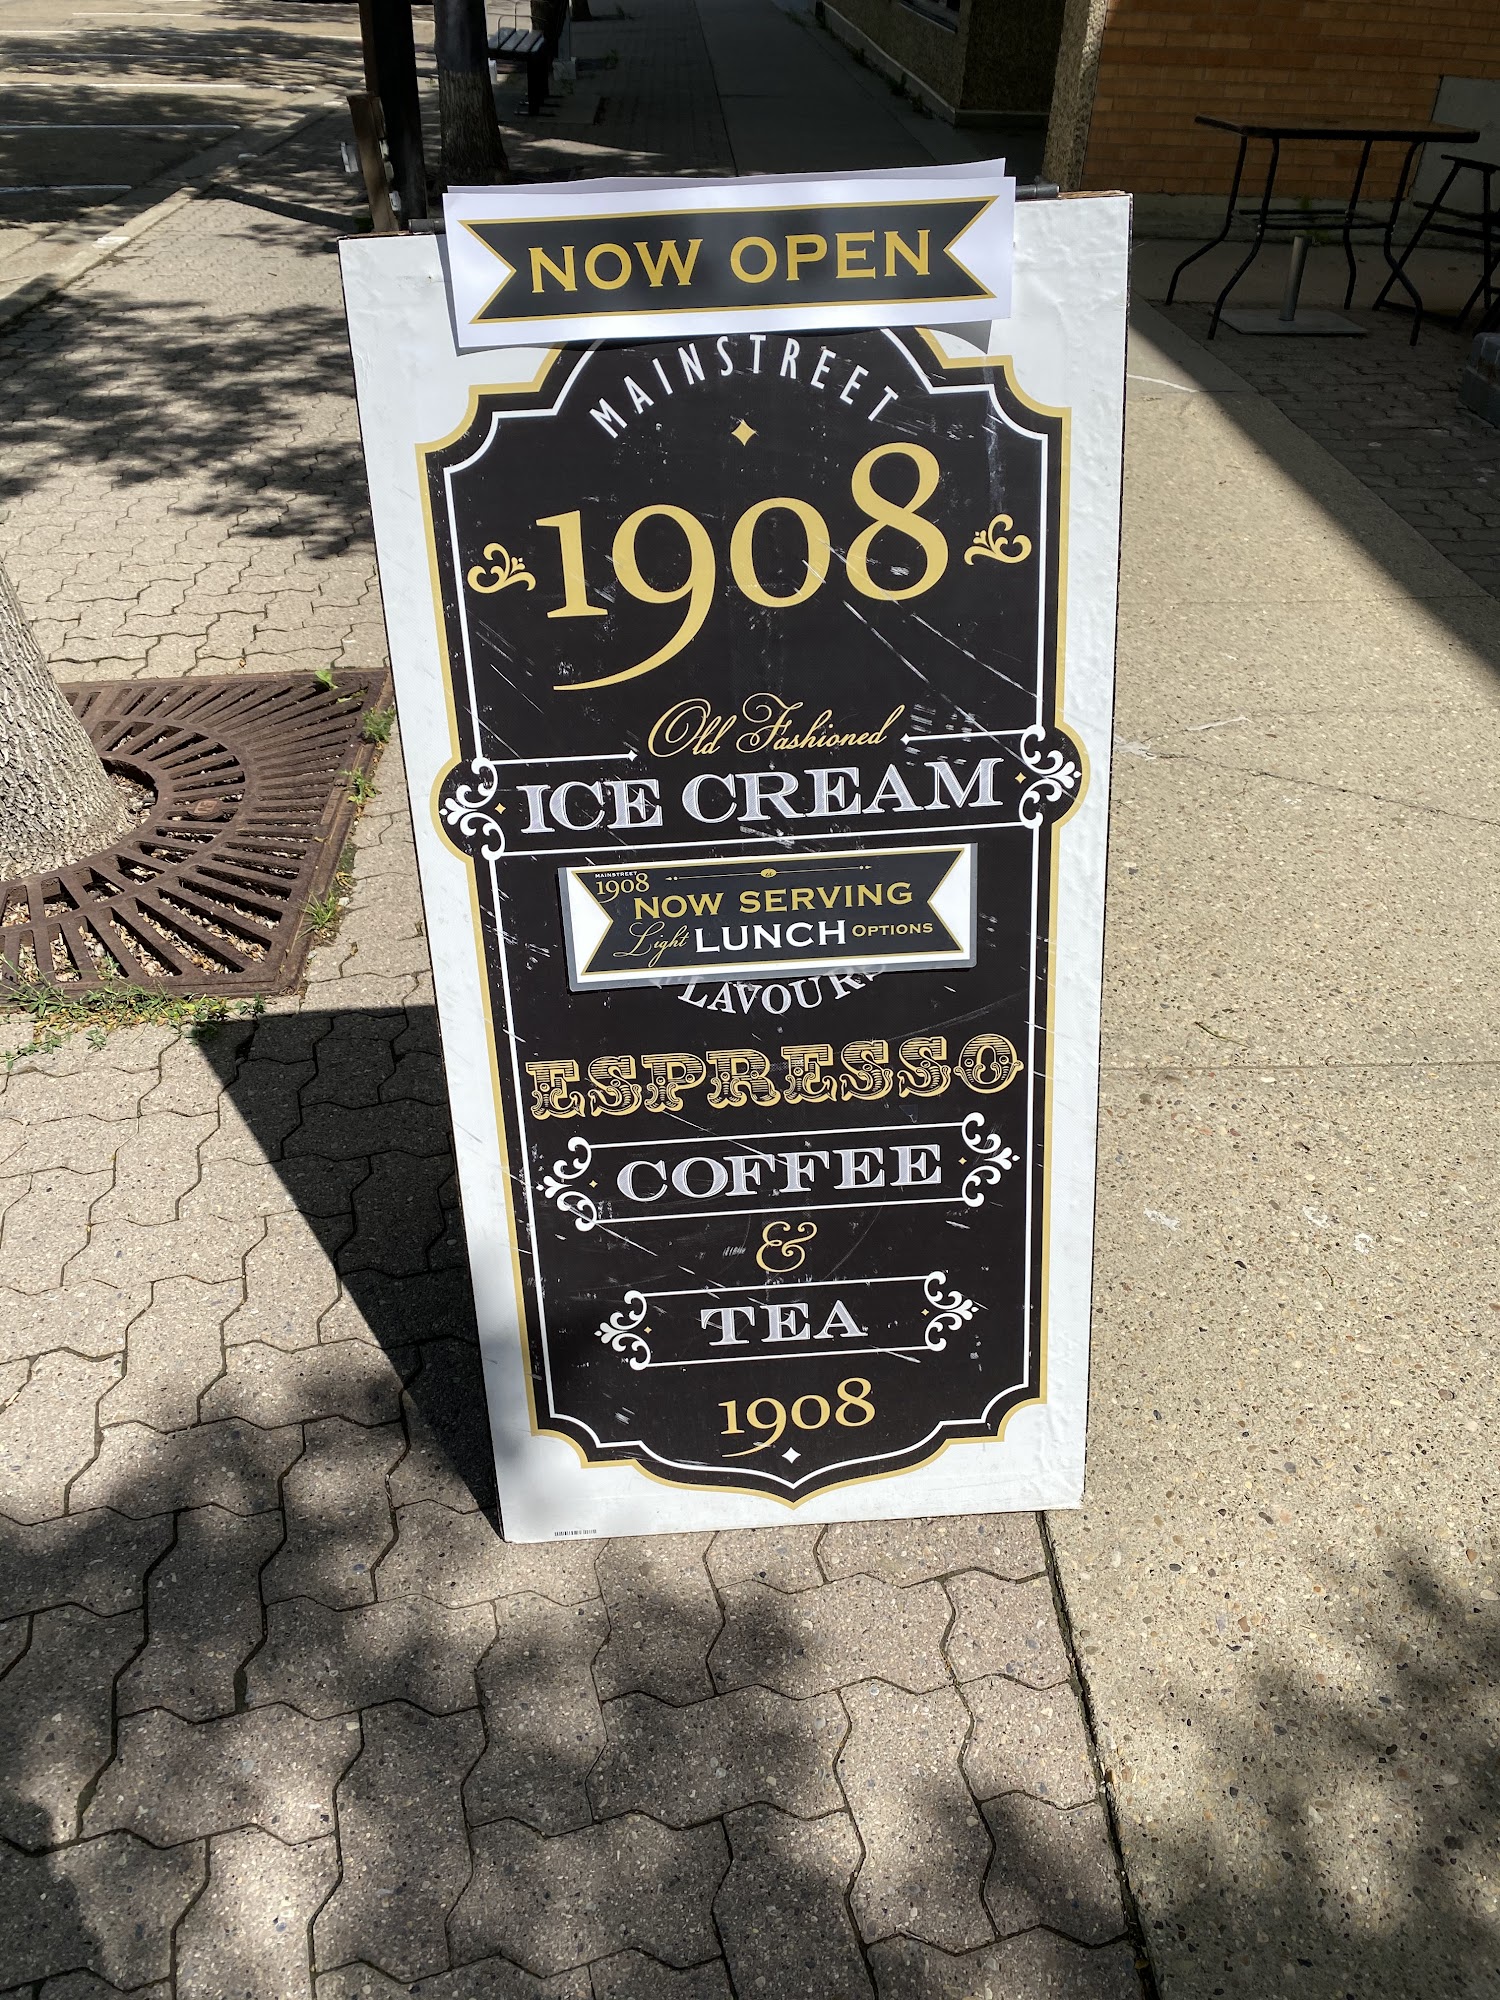 NOW OPEN
MAINSTREET
1908
Old Fashioned
ICE CREAM
MAINSTREET
1908
NOW SERVING
Light LUNCH OPTIONS
ESPRESSO
COFFEE
&
TEA
1908